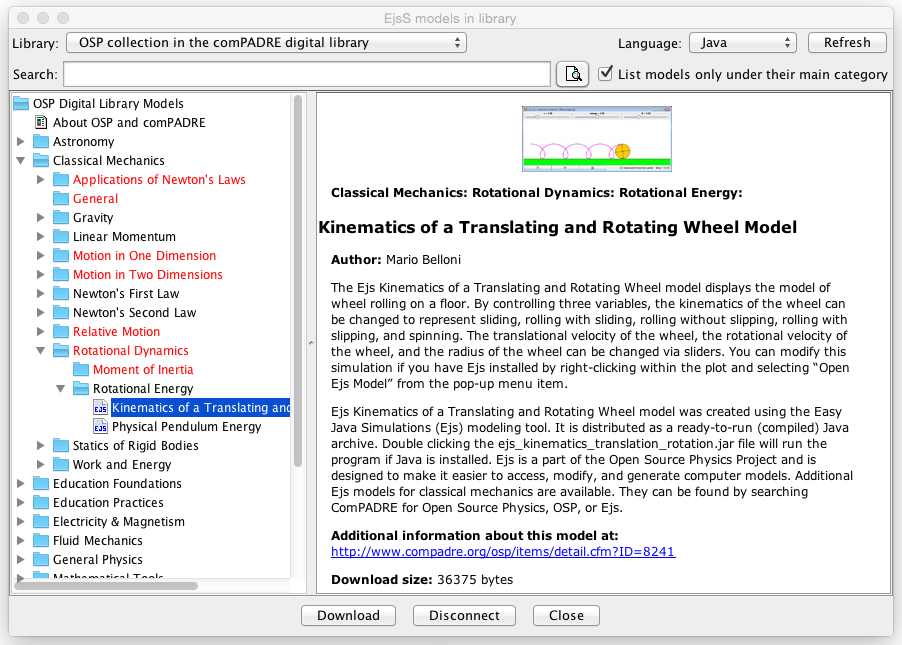 EjsS models in library
Library: OSP collection in the comPADRE digital library Language: Java Refresh
Search: List models only under their main category
OSP Digital Library Models
About OSP and comPADRE
Astronomy
Classical Mechanics
Applications of Newton's Laws
General
Gravity
Linear Momentum
Motion in One Dimension
Motion in Two Dimensions
Newton's First Law
Newton's Second Law
Relative Motion
Rotational Dynamics
Moment of Inertia
Rotational Energy
EJS Kinematics of a Translating and
EJS Physical Pendulum Energy
Statics of Rigid Bodies
Work and Energy
Education Foundations
Education Practices
Electricity & Magnetism
Fluid Mechanics
General Physics
Mathematical Tools
Classical Mechanics: Rotational Dynamics: Rotational Energy:
Kinematics of a Translating and Rotating Wheel Model
Author: Mario Belloni
The Ejs Kinematics of a Translating and Rotating Wheel model displays the model of
wheel rolling on a floor. By controlling three variables, the kinematics of the wheel can
be changed to represent sliding, rolling with sliding, rolling without slipping, rolling with
slipping, and spinning. The translational velocity of the wheel, the rotational velocity of
the wheel, and the radius of the wheel can be changed via sliders. You can modify this
simulation if you have Ejs installed by right-clicking within the plot and selecting “Open
Ejs Model” from the pop-up menu item.
Ejs Kinematics of a Translating and Rotating Wheel model was created using the Easy
Java Simulations (Ejs) modeling tool. It is distributed as a ready-to-run (compiled) Java
archive. Double clicking the ejs_kinematics_translation_rotation.jar file will run the
program if Java is installed. Ejs is a part of the Open Source Physics Project and is
designed to make it easier to access, modify, and generate computer models. Additional
Ejs models for classical mechanics are available. They can be found by searching
ComPADRE for Open Source Physics, OSP, or Ejs.
Additional information about this model at:
http://www.compadre.org/osp/items/detail.cfm?ID=8241
Download size: 36375 bytes
Download Disconnect Close